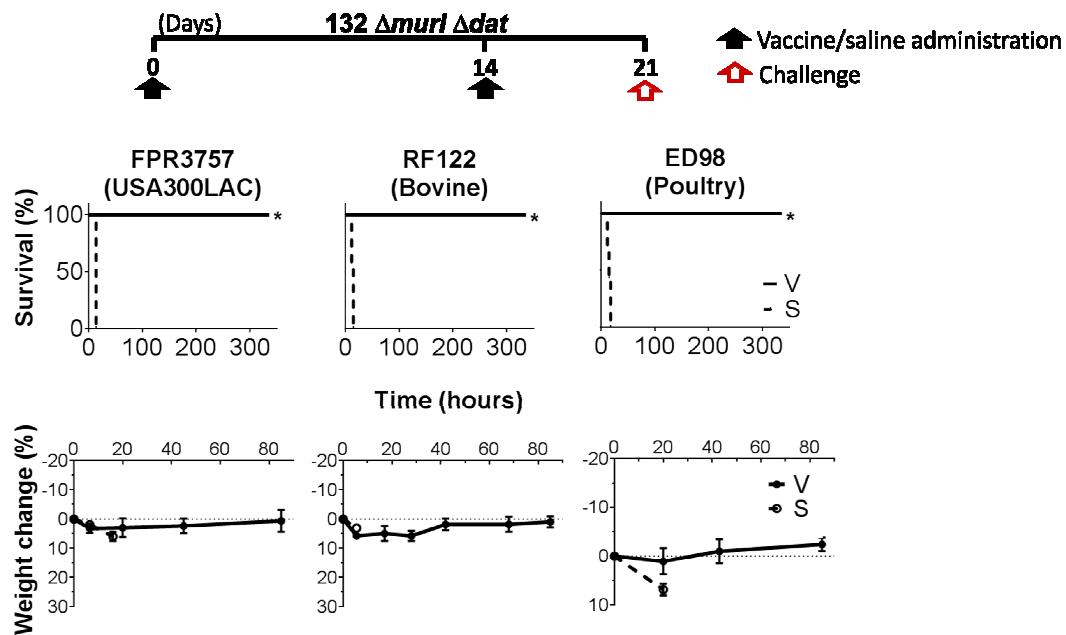 (Days) 132 Δmurl Δdat
0 14 21
Vaccine/saline administration
Challenge
FPR3757 RF122 ED98
(USA300LAC) (Bovine) (Poultry)
Survival (%)
100
50
0
0 100 200 300
* 
0 100 200 300
*
0 100 200 300
*
V
S
Time (hours)
Weight change (%)
0 20 40 60 80
-20
-10
0
10
20
30
0 20 40 60 80
-20
-10
0
10
20
30
0 20 40 60 80
-20
-10
0
10
V
S